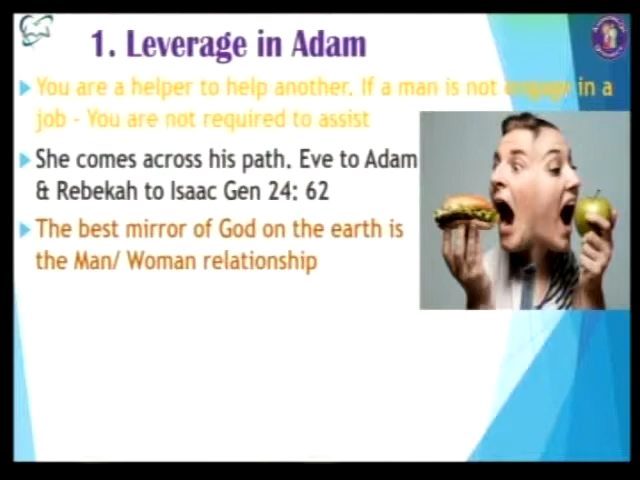 1. Leverage in Adam
You are a helper to help another. If a man is not engage in a
job - You are not required to assist
She comes across his path. Eve to Adam
& Rebekah to Isaac Gen 24: 62
The best mirror of God on the earth is
the Man/ Woman relationship